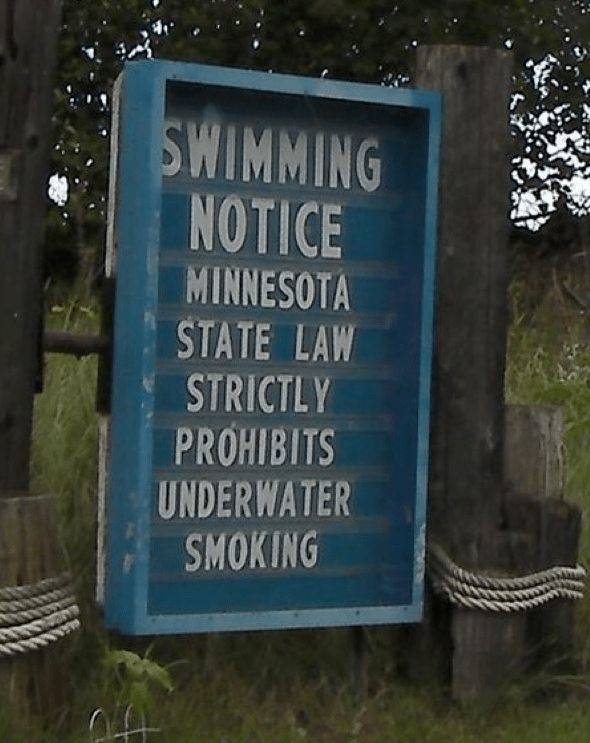 SWIMMING
NOTICE
MINNESOTA
STATE LAW
STRICTLY
PROHIBITS
UNDERWATER
SMOKING